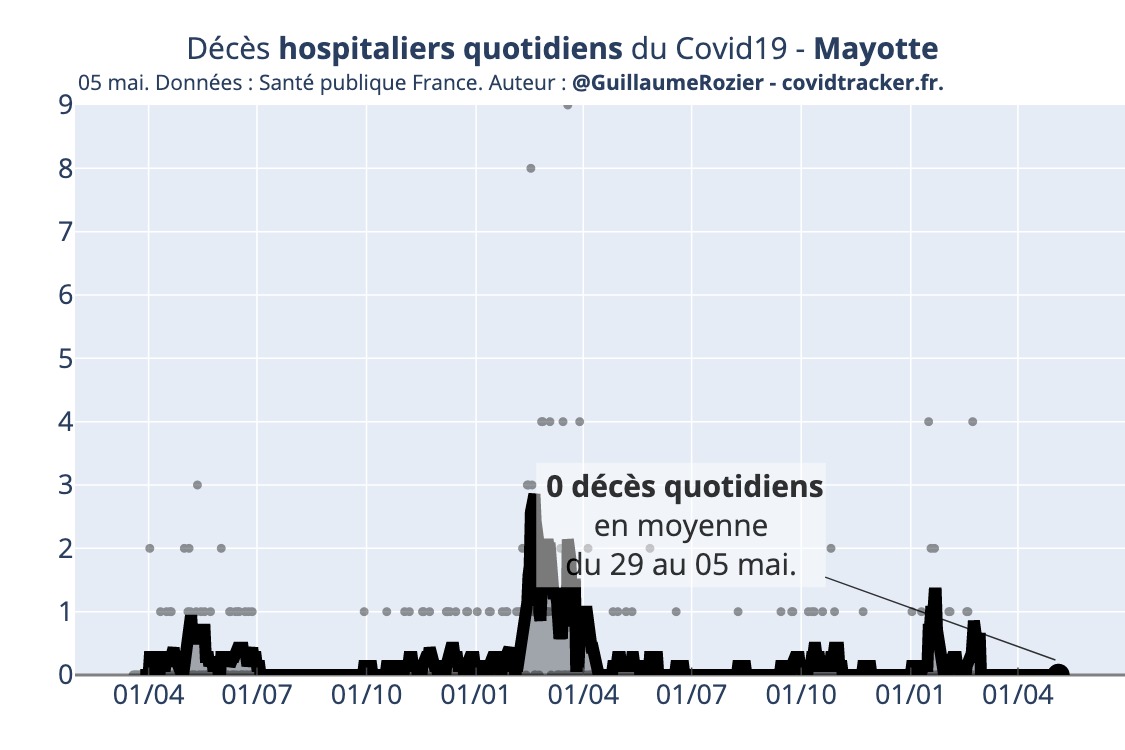 Décès hospitaliers quotidiens du Covid19 - Mayotte
05 mai. Données : Santé publique France. Auteur : @GuillaumeRozier - covidtracker.fr.
9
8
7
6
5
4
3
2
1
0
0 décès quotidiens
en moyenne
du 29 au 05 mai.
01/04 01/07 01/10 01/01 01/04 01/07 01/10 01/01 01/04